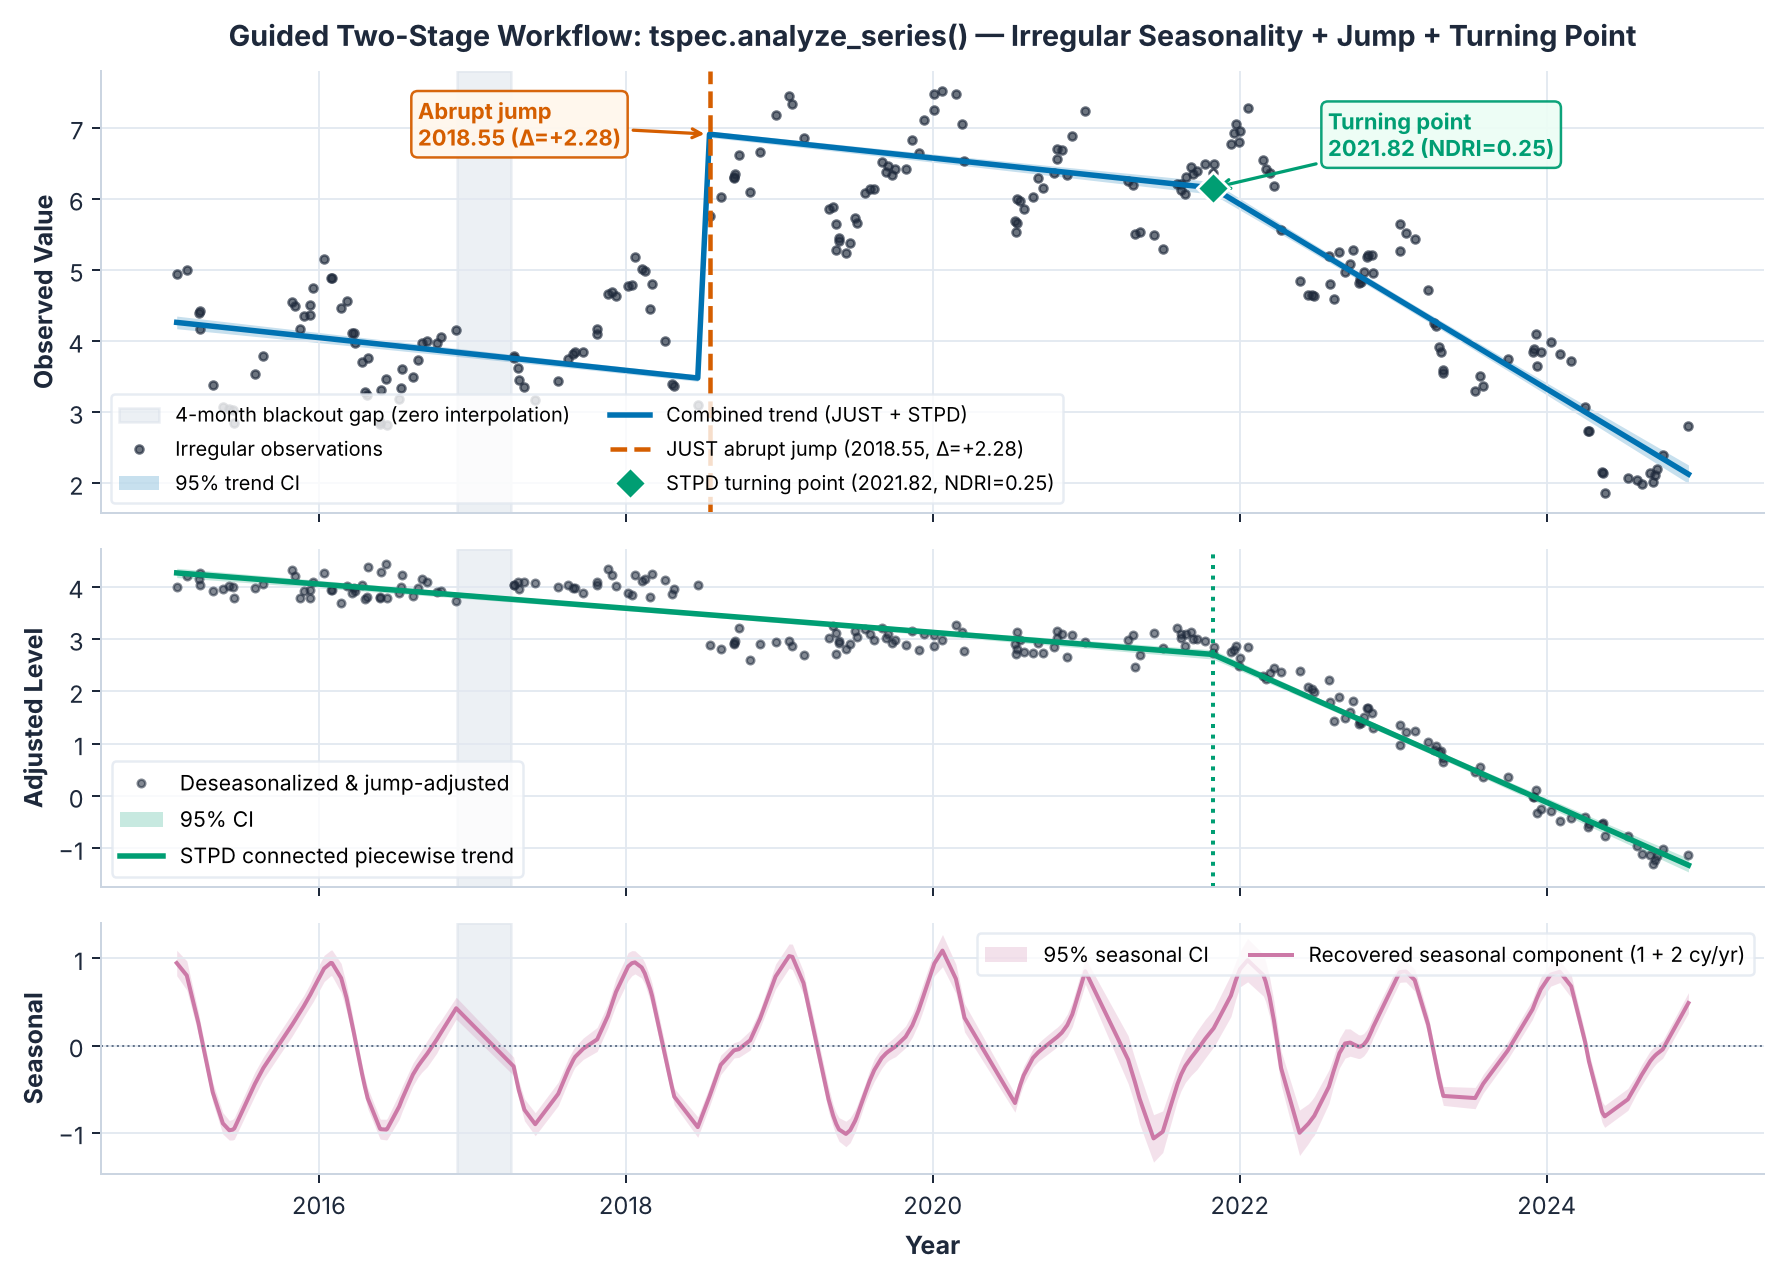 Guided Two-Stage Workflow: tspec.analyze_series() — Irregular Seasonality + Jump + Turning Point
Observed Value
7
6
5
4
3
2
Abrupt jump
2018.55 (Δ=+2.28)
Turning point
2021.82 (NDRI=0.25)
4-month blackout gap (zero interpolation)
Irregular observations
95% trend CI
Combined trend (JUST + STPD)
JUST abrupt jump (2018.55, Δ=+2.28)
STPD turning point (2021.82, NDRI=0.25)
Adjusted Level
4
3
2
1
0
−1
Deseasonalized & jump-adjusted
95% CI
STPD connected piecewise trend
Seasonal
1
0
−1
95% seasonal CI
Recovered seasonal component (1 + 2 cy/yr)
2016
2018
2020
2022
2024
Year